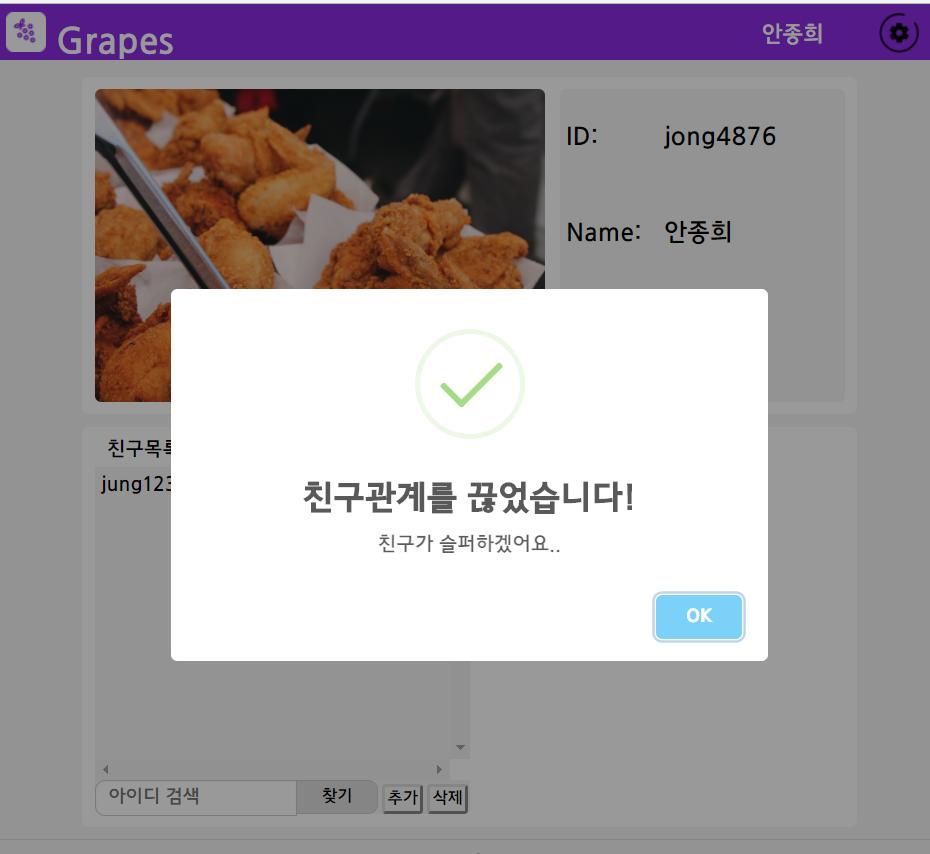 Grapes
안종희
ID: jong4876
Name: 안종희
친구목록
jung123
친구관계를 끊었습니다!
친구가 슬퍼하겠어요..
OK
아이디 검색
찾기
추가
삭제